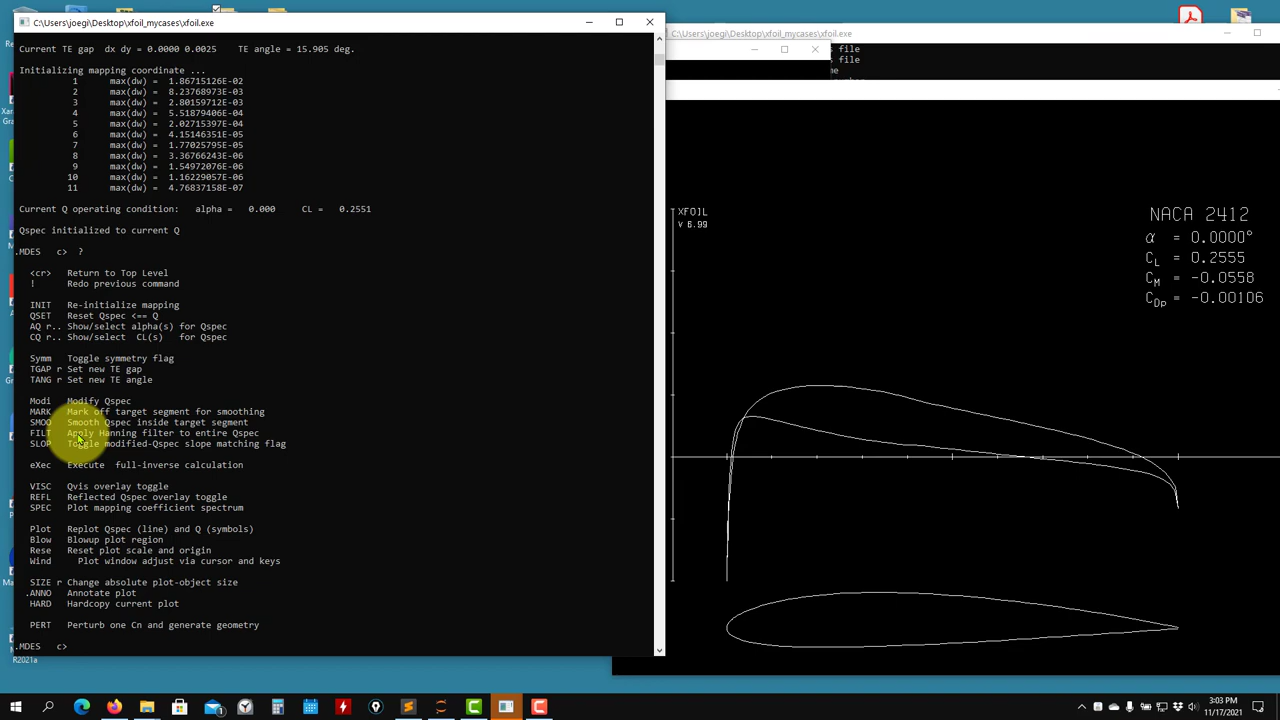 C:\Users\joegi\Desktop\xfoil_mycases\xfoil.exe
Current TE gap  dx dy =  0.0000 0.0025    TE angle =  15.905 deg.
Initializing mapping coordinate ...
1      max(dw) =  1.86715126E-02
2      max(dw) =  8.23768973E-03
3      max(dw) =  2.80159712E-03
4      max(dw) =  5.51879406E-04
5      max(dw) =  2.02715397E-04
6      max(dw) =  4.15146351E-05
7      max(dw) =  1.77025795E-05
8      max(dw) =  3.36766243E-06
9      max(dw) =  1.54972076E-06
10      max(dw) =  1.16229057E-06
11      max(dw) =  4.76837158E-07
Current Q operating condition:  alpha =   0.000     CL =   0.2551
Qspec initialized to current Q
.MDES   c>  ?
<cr>  Return to Top Level
!     Redo previous command
INIT   Re-initialize mapping
QSET   Reset Qspec <== Q
AQ r.. Show/select alpha(s) for Qspec
CQ r.. Show/select  CL(s)   for Qspec
Symm   Toggle symmetry flag
TGAP r Set new TE gap
TANG r Set new TE angle
Modi   Modify Qspec
MARK   Mark off target segment for smoothing
SMOO   Smooth Qspec inside target segment
FILT   Apply Hanning filter to entire Qspec
SLOP   Toggle modified-Qspec slope matching flag
eXec   Execute  full-inverse calculation
VISC   Qvis overlay toggle
REFL   Reflected Qspec overlay toggle
SPEC   Plot mapping coefficient spectrum
Plot   Replot Qspec (line) and Q (symbols)
Blow   Blowup plot region
Rese   Reset plot scale and origin
Wind     Plot window adjust via cursor and keys
SIZE r Change absolute plot-object size
.ANNO   Annotate plot
HARD   Hardcopy current plot
PERT   Perturb one Cn and generate geometry
.MDES   c>
R2021a
C:\Users\joegi\Desktop\xfoil_mycases\xfoil.exe
s file
s file
me
XFOIL
V 6.99
NACA 2412
α = 0.0000°
CL = 0.2555
CM = -0.0558
CDp = -0.00106
3:03 PM
11/17/2021